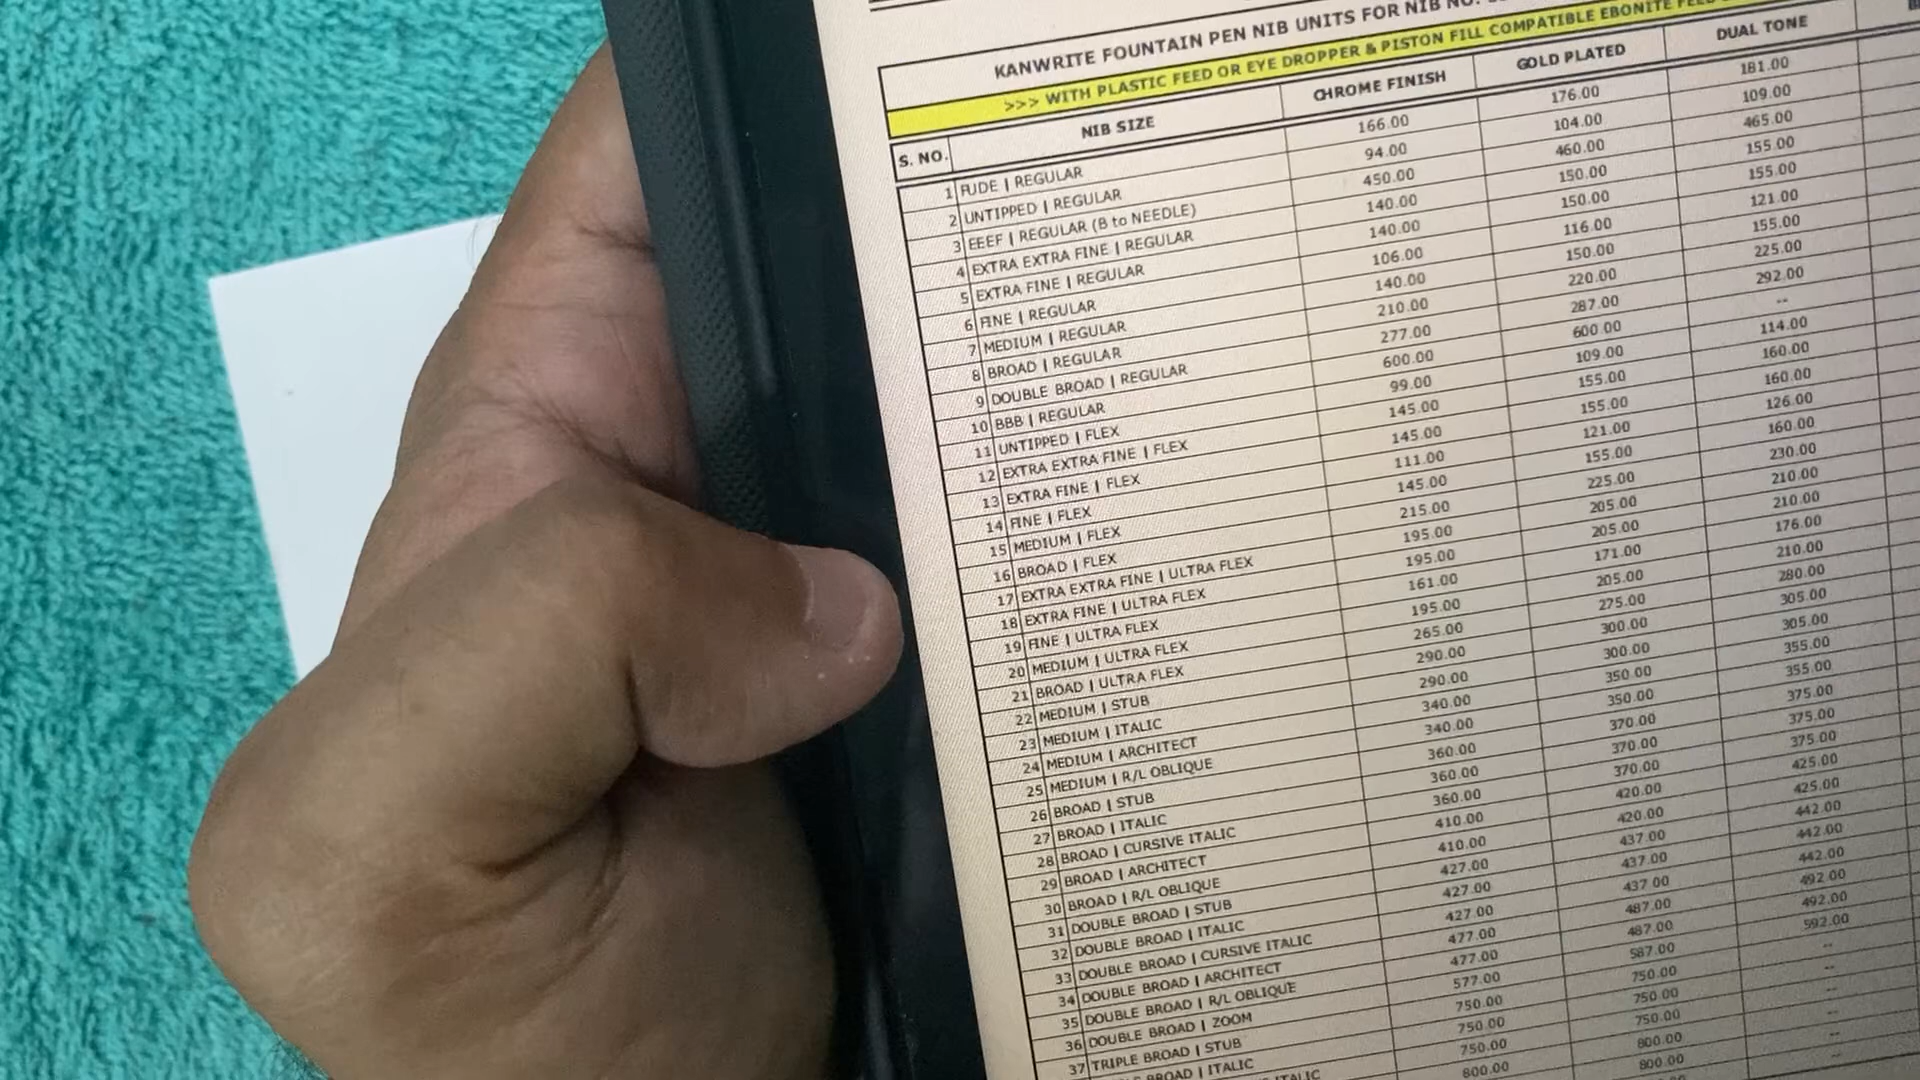 KANWRITE FOUNTAIN PEN NIB UNITS FOR NIB NO.
>>> WITH PLASTIC FEED OR EYE DROPPER & PISTON FILL COMPATIBLE EBONITE FEED
S. NO. NIB SIZE CHROME FINISH GOLD PLATED DUAL TONE
1 FUDE | REGULAR 166.00 176.00 181.00
2 UNTIPPED | REGULAR 94.00 104.00 109.00
3 EEEF | REGULAR (B to NEEDLE) 450.00 460.00 465.00
4 EXTRA EXTRA FINE | REGULAR 140.00 150.00 155.00
5 EXTRA FINE | REGULAR 140.00 150.00 155.00
6 FINE | REGULAR 106.00 116.00 121.00
7 MEDIUM | REGULAR 140.00 150.00 155.00
8 BROAD | REGULAR 210.00 220.00 225.00
9 DOUBLE BROAD | REGULAR 277.00 287.00 292.00
10 BBB | REGULAR 600.00 600.00 --
11 UNTIPPED | FLEX 99.00 109.00 114.00
12 EXTRA EXTRA FINE | FLEX 145.00 155.00 160.00
13 EXTRA FINE | FLEX 145.00 155.00 160.00
14 FINE | FLEX 111.00 121.00 126.00
15 MEDIUM | FLEX 145.00 155.00 160.00
16 BROAD | FLEX 215.00 225.00 230.00
17 EXTRA EXTRA FINE | ULTRA FLEX 195.00 205.00 210.00
18 EXTRA FINE | ULTRA FLEX 195.00 205.00 210.00
19 FINE | ULTRA FLEX 161.00 171.00 176.00
20 MEDIUM | ULTRA FLEX 195.00 205.00 210.00
21 BROAD | ULTRA FLEX 265.00 275.00 280.00
22 MEDIUM | STUB 290.00 300.00 305.00
23 MEDIUM | ITALIC 290.00 300.00 305.00
24 MEDIUM | ARCHITECT 340.00 350.00 355.00
25 MEDIUM | R/L OBLIQUE 340.00 350.00 355.00
26 BROAD | STUB 360.00 370.00 375.00
27 BROAD | ITALIC 360.00 370.00 375.00
28 BROAD | CURSIVE ITALIC 360.00 370.00 375.00
29 BROAD | ARCHITECT 410.00 420.00 425.00
30 BROAD | R/L OBLIQUE 410.00 420.00 425.00
31 DOUBLE BROAD | STUB 427.00 437.00 442.00
32 DOUBLE BROAD | ITALIC 427.00 437.00 442.00
33 DOUBLE BROAD | CURSIVE ITALIC 427.00 437.00 442.00
34 DOUBLE BROAD | ARCHITECT 477.00 487.00 492.00
35 DOUBLE BROAD | R/L OBLIQUE 477.00 487.00 492.00
36 DOUBLE BROAD | ZOOM 577.00 587.00 592.00
37 TRIPLE BROAD | STUB 750.00 750.00 --
BROAD | ITALIC 750.00 750.00 --
ITALIC 750.00 750.00 --
800.00 800.00 --
800.00 --